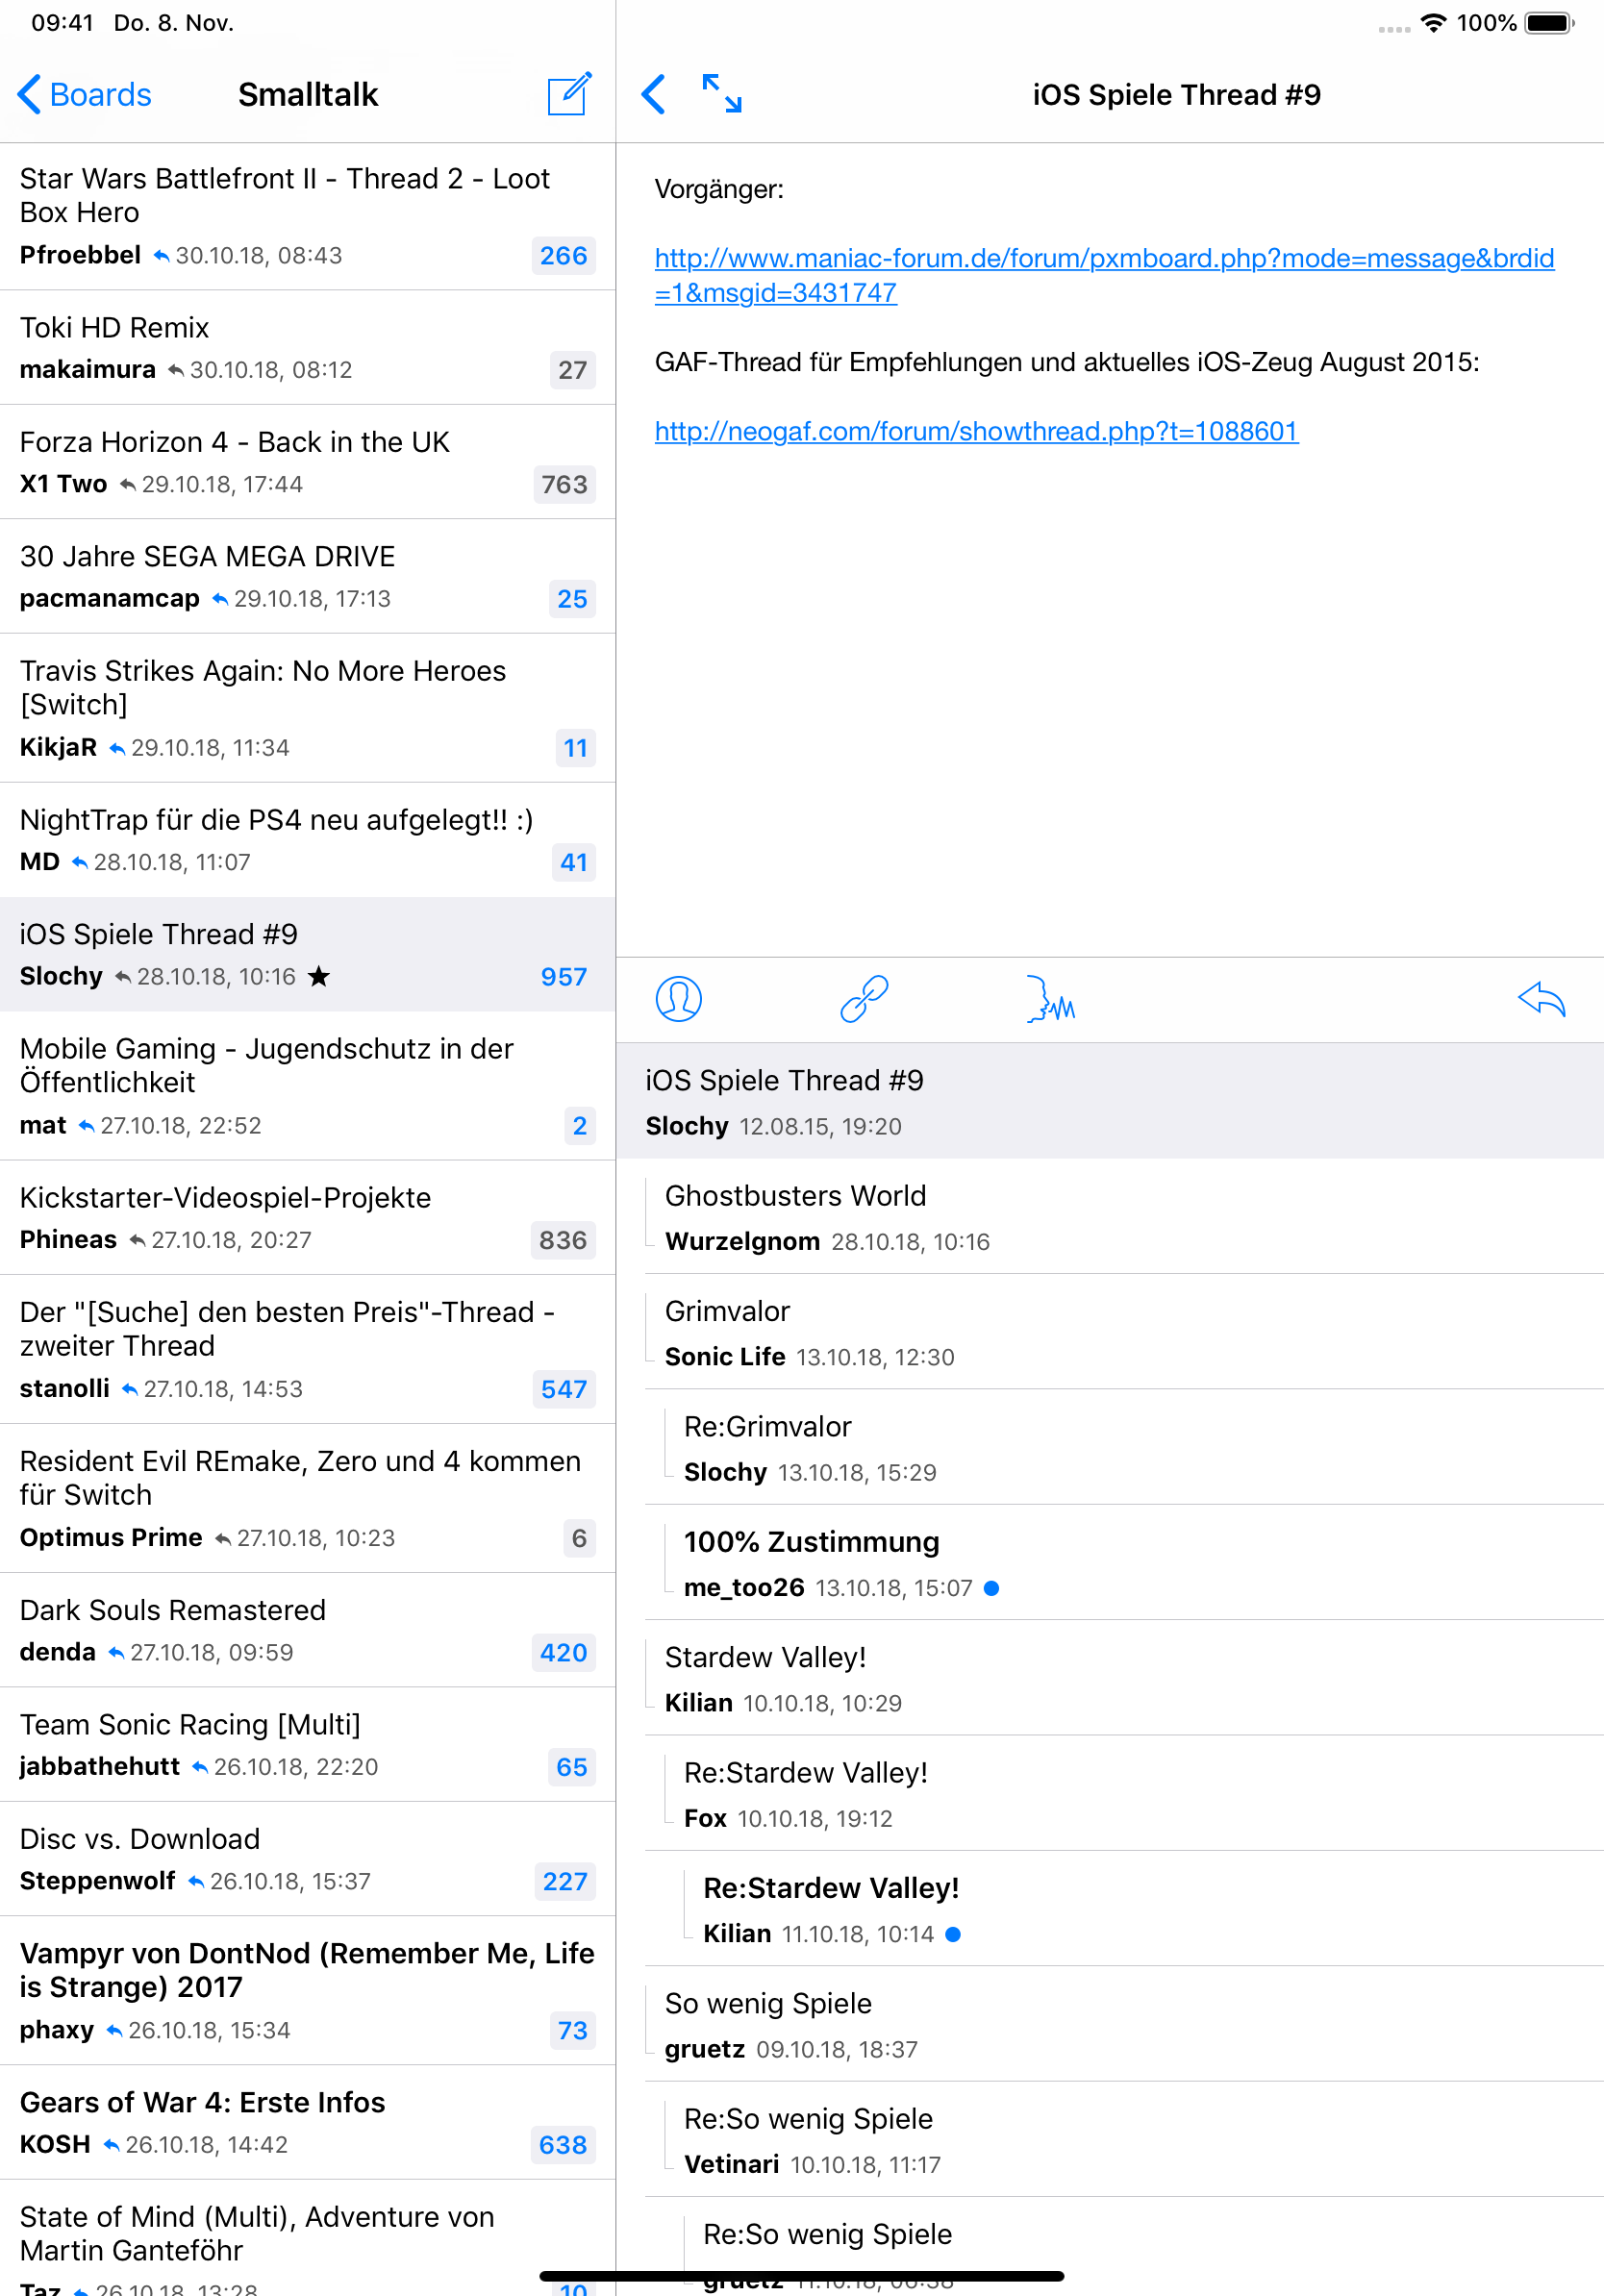 09:41 Do. 8. Nov.
100%
Boards
Smalltalk
Star Wars Battlefront II - Thread 2 - Loot
Box Hero
Pfroebbel 30.10.18, 08:43
266
Toki HD Remix
makaimura 30.10.18, 08:12
27
Forza Horizon 4 - Back in the UK
X1 Two 29.10.18, 17:44
763
30 Jahre SEGA MEGA DRIVE
pacmanamcap 29.10.18, 17:13
25
Travis Strikes Again: No More Heroes
[Switch]
KikjaR 29.10.18, 11:34
11
NightTrap für die PS4 neu aufgelegt!! :)
MD 28.10.18, 11:07
41
iOS Spiele Thread #9
Slochy 28.10.18, 10:16 ★
957
Mobile Gaming - Jugendschutz in der
Öffentlichkeit
mat 27.10.18, 22:52
2
Kickstarter-Videospiel-Projekte
Phineas 27.10.18, 20:27
836
Der "[Suche] den besten Preis"-Thread -
zweiter Thread
stanolli 27.10.18, 14:53
547
Resident Evil REmake, Zero und 4 kommen
für Switch
Optimus Prime 27.10.18, 10:23
6
Dark Souls Remastered
denda 27.10.18, 09:59
420
Team Sonic Racing [Multi]
jabbathehutt 26.10.18, 22:20
65
Disc vs. Download
Steppenwolf 26.10.18, 15:37
227
Vampyr von DontNod (Remember Me, Life
is Strange) 2017
phaxy 26.10.18, 15:34
73
Gears of War 4: Erste Infos
KOSH 26.10.18, 14:42
638
State of Mind (Multi), Adventure von
Martin Ganteföhr
Taz 26.10.18, 13:28
10
iOS Spiele Thread #9
Vorgänger:
http://www.maniac-forum.de/forum/pxmboard.php?mode=message&brdid
=1&msgid=3431747
GAF-Thread für Empfehlungen und aktuelles iOS-Zeug August 2015:
http://neogaf.com/forum/showthread.php?t=1088601
iOS Spiele Thread #9
Slochy 12.08.15, 19:20
Ghostbusters World
Wurzelgnom 28.10.18, 10:16
Grimvalor
Sonic Life 13.10.18, 12:30
Re:Grimvalor
Slochy 13.10.18, 15:29
100% Zustimmung
me_too26 13.10.18, 15:07
Stardew Valley!
Kilian 10.10.18, 10:29
Re:Stardew Valley!
Fox 10.10.18, 19:12
Re:Stardew Valley!
Kilian 11.10.18, 10:14
So wenig Spiele
gruetz 09.10.18, 18:37
Re:So wenig Spiele
Vetinari 10.10.18, 11:17
Re:So wenig Spiele
gruetz